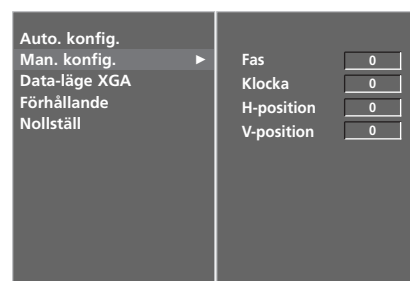 Auto. konfig.
Man. konfig. ►
Data-läge XGA
Förhållande
Nollställ
Fas 0
Klocka 0
H-position 0
V-position 0